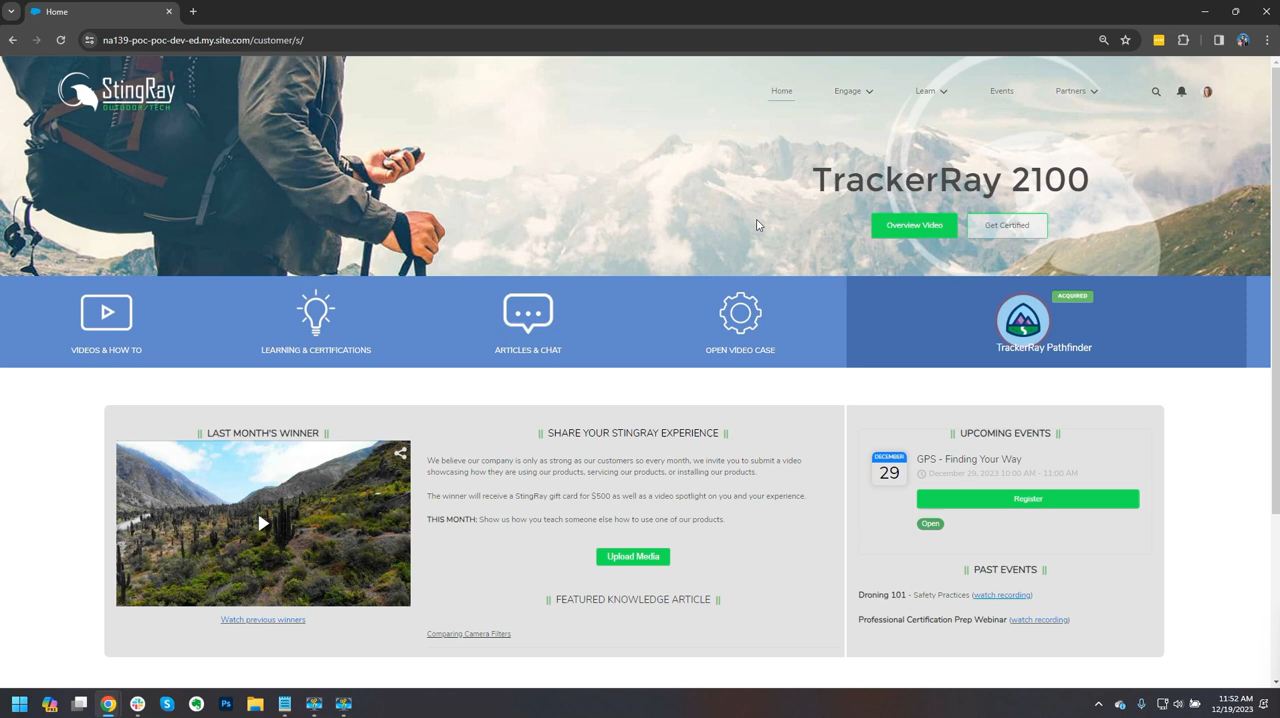 Home
na139-poc-poc-dev-ed.my.site.com/customer/s/
StingRay
OUTDOOR/TECH
Home
Engage
Learn
Events
Partners
TrackerRay 2100
Overview Video
Get Certified
ACQUIRED
VIDEOS & HOW TO
LEARNING & CERTIFICATIONS
ARTICLES & CHAT
OPEN VIDEO CASE
TrackerRay Pathfinder
|| LAST MONTH'S WINNER ||
Watch previous winners
|| SHARE YOUR STINGRAY EXPERIENCE ||
We believe our company is only as strong as our customers so every month, we invite you to submit a video
showcasing how they are using our products, servicing our products, or installing our products.
The winner will receive a StingRay gift card for $500 as well as a video spotlight on you and your experience.
THIS MONTH: Show us how you teach someone else how to use one of our products.
Upload Media
|| FEATURED KNOWLEDGE ARTICLE ||
Comparing Camera Filters
|| UPCOMING EVENTS ||
DECEMBER
29
GPS - Finding Your Way
December 29, 2023 10:00 AM - 11:00 AM
Register
Open
|| PAST EVENTS ||
Droning 101 - Safety Practices (watch recording)
Professional Certification Prep Webinar (watch recording)
11:52 AM
12/19/2023